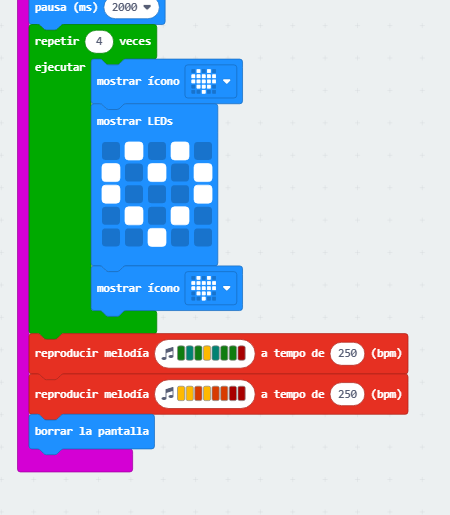 pausa (ms) 2000
repetir 4 veces
ejecutar
mostrar ícono
mostrar LEDs
mostrar ícono
reproducir melodía a tempo de 250 (bpm)
reproducir melodía a tempo de 250 (bpm)
borrar la pantalla